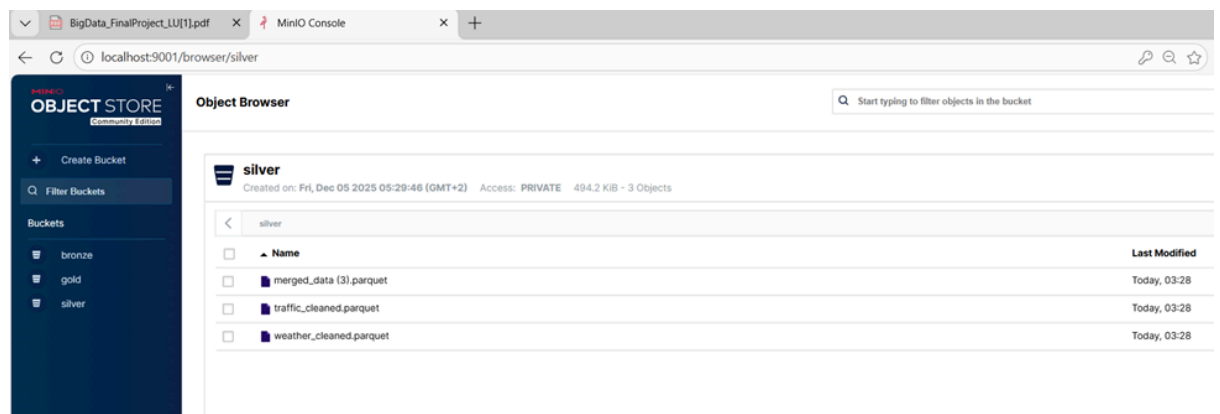 BigData_FinalProject_LU[1].pdf
MinIO Console
localhost:9001/browser/silver
MINIO
OBJECT STORE
Community Edition
Object Browser
Start typing to filter objects in the bucket
Create Bucket
Filter Buckets
Buckets
bronze
gold
silver
silver
Created on: Fri, Dec 05 2025 05:29:46 (GMT+2) Access: PRIVATE 494.2 KiB - 3 Objects
silver
Name Last Modified
merged_data (3).parquet Today, 03:28
traffic_cleaned.parquet Today, 03:28
weather_cleaned.parquet Today, 03:28